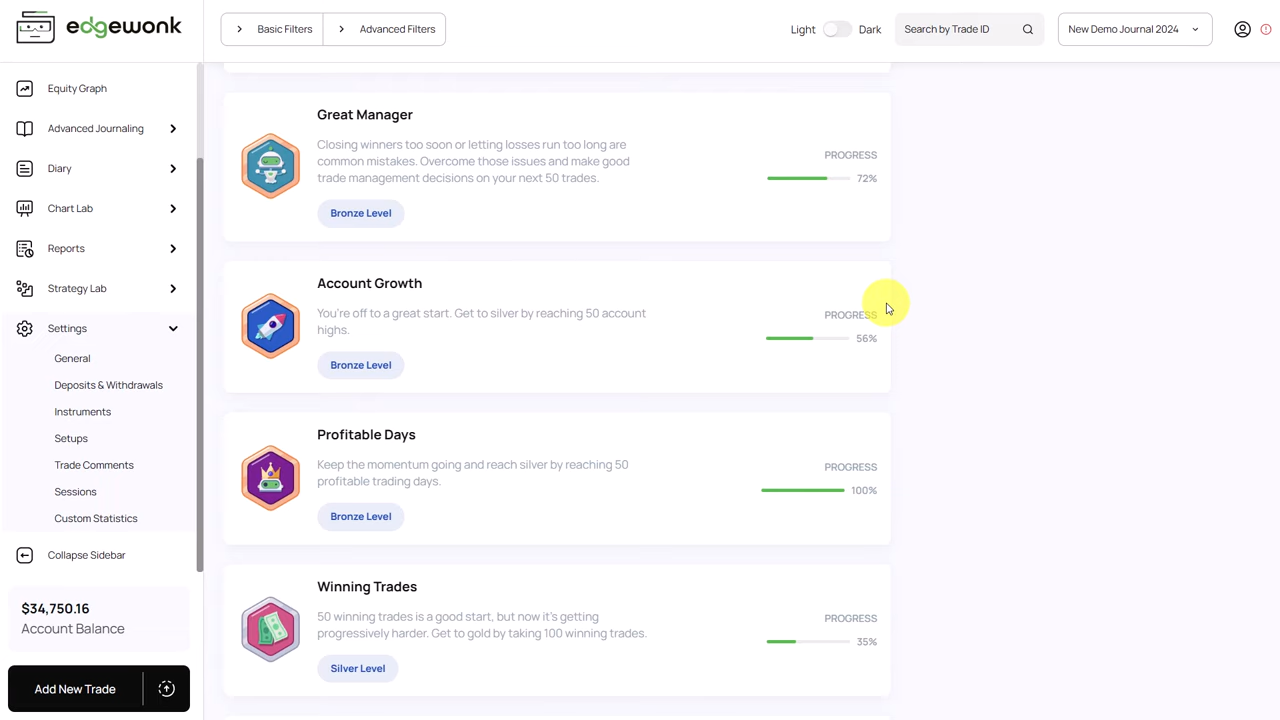 edgewonk
Basic Filters
Advanced Filters
Light
Dark
Search by Trade ID
New Demo Journal 2024
Equity Graph
Advanced Journaling
Diary
Chart Lab
Reports
Strategy Lab
Settings
General
Deposits & Withdrawals
Instruments
Setups
Trade Comments
Sessions
Custom Statistics
Collapse Sidebar
$34,750.16
Account Balance
Add New Trade
Great Manager
Closing winners too soon or letting losses run too long are
common mistakes. Overcome those issues and make good
trade management decisions on your next 50 trades.
Bronze Level
PROGRESS
72%
Account Growth
You're off to a great start. Get to silver by reaching 50 account
highs.
Bronze Level
PROGRESS
56%
Profitable Days
Keep the momentum going and reach silver by reaching 50
profitable trading days.
Bronze Level
PROGRESS
100%
Winning Trades
50 winning trades is a good start, but now it's getting
progressively harder. Get to gold by taking 100 winning trades.
Silver Level
PROGRESS
35%